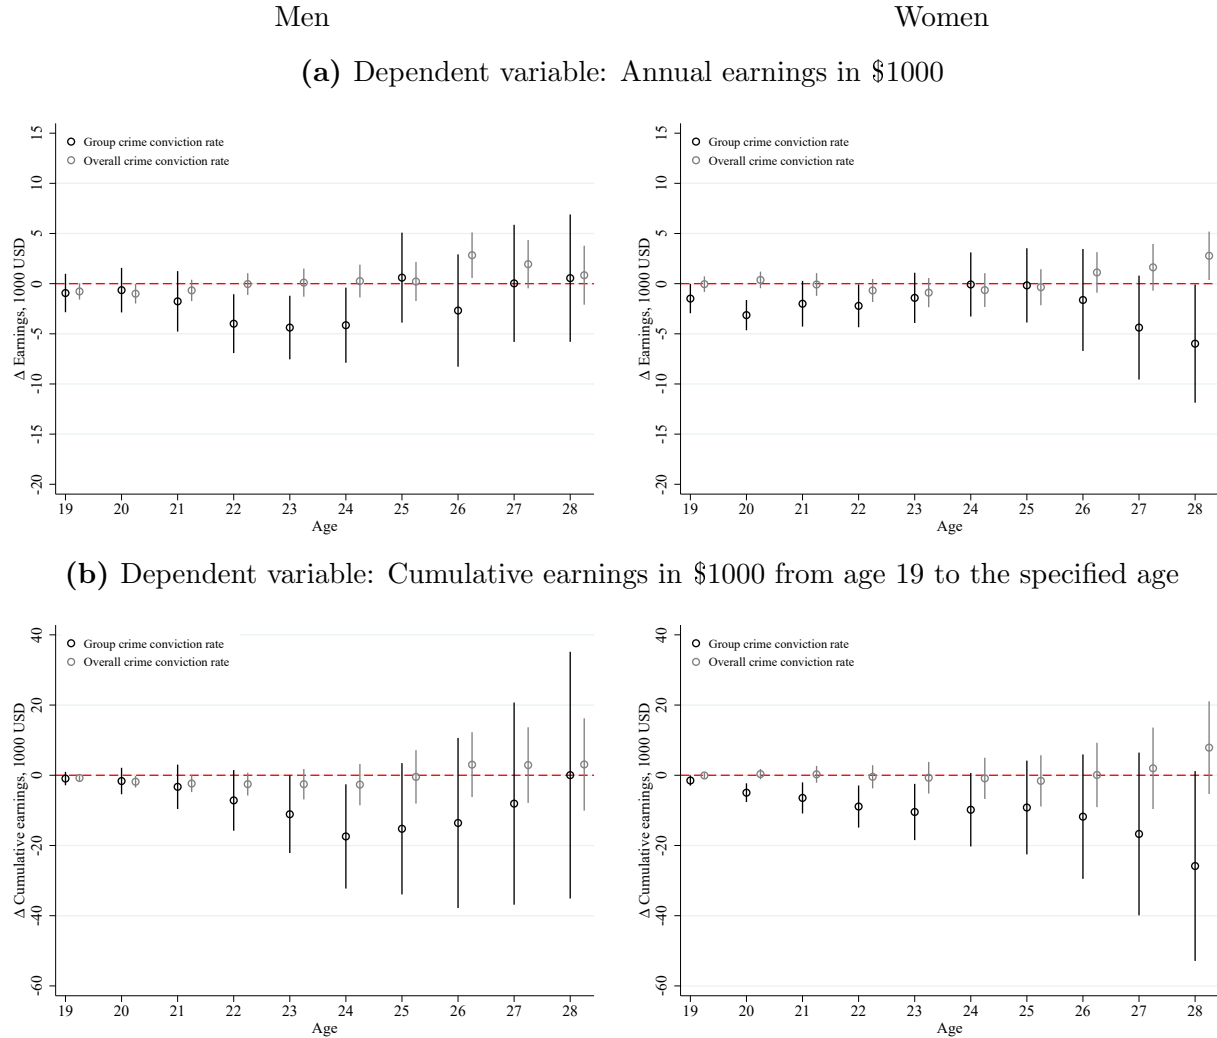 Men Women
(a) Dependent variable: Annual earnings in $1000
Group crime conviction rate
Overall crime conviction rate
Δ Earnings, 1000 USD
15
10
5
0
-5
-10
-15
-20
19 20 21 22 23 24 25 26 27 28
Age
Group crime conviction rate
Overall crime conviction rate
Δ Earnings, 1000 USD
15
10
5
0
-5
-10
-15
-20
19 20 21 22 23 24 25 26 27 28
Age
(b) Dependent variable: Cumulative earnings in $1000 from age 19 to the specified age
Group crime conviction rate
Overall crime conviction rate
Δ Cumulative earnings, 1000 USD
40
20
0
-20
-40
-60
19 20 21 22 23 24 25 26 27 28
Age
Group crime conviction rate
Overall crime conviction rate
Δ Cumulative earnings, 1000 USD
40
20
0
-20
-40
-60
19 20 21 22 23 24 25 26 27 28
Age